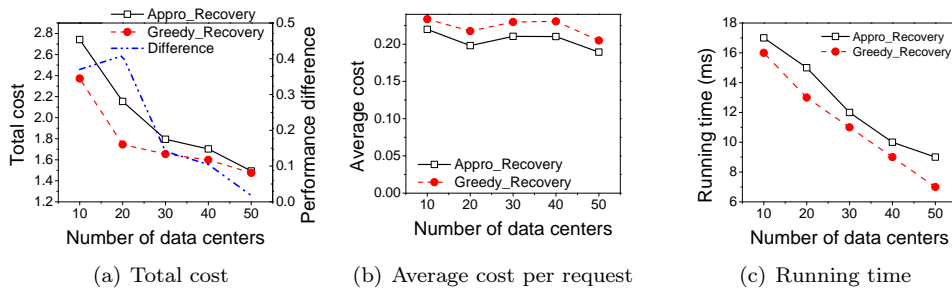 Appro_Recovery
Greedy_Recovery
Difference
2.8
2.6
2.4
2.2
2.0
1.8
1.6
1.4
1.2
Total cost
0.5
0.4
0.3
0.2
0.1
0.0
Performance difference
10 20 30 40 50
Number of data centers
(a) Total cost
0.20
0.15
0.10
0.05
0.00
Average cost
Appro_Recovery
Greedy_Recovery
10 20 30 40 50
Number of data centers
(b) Average cost per request
18
16
14
12
10
8
6
Running time (ms)
Appro_Recovery
Greedy_Recovery
10 20 30 40 50
Number of data centers
(c) Running time